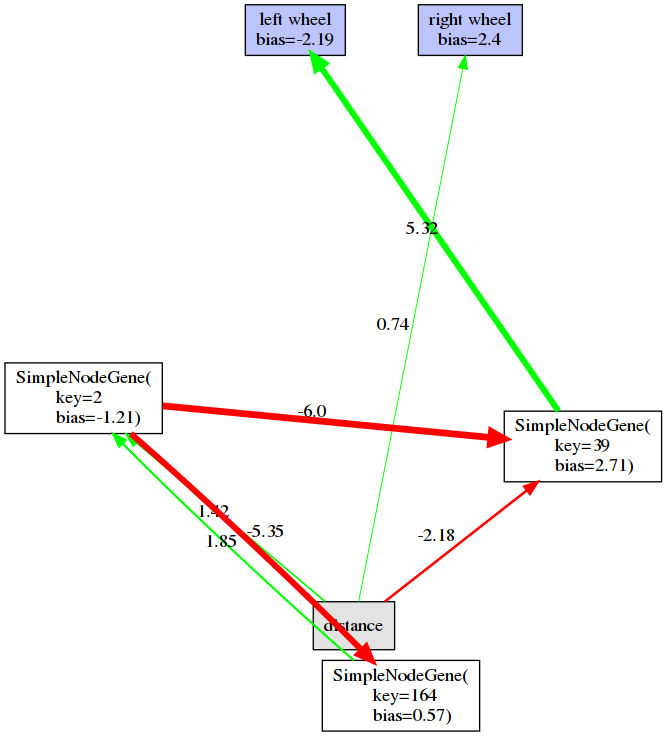 left wheel
bias=-2.19
right wheel
bias=2.4
5.32
0.74
SimpleNodeGene(
key=2
bias=-1.21)
-6.0
SimpleNodeGene(
key=39
bias=2.71)
1.42
-5.35
1.85
-2.18
distance
SimpleNodeGene(
key=164
bias=0.57)